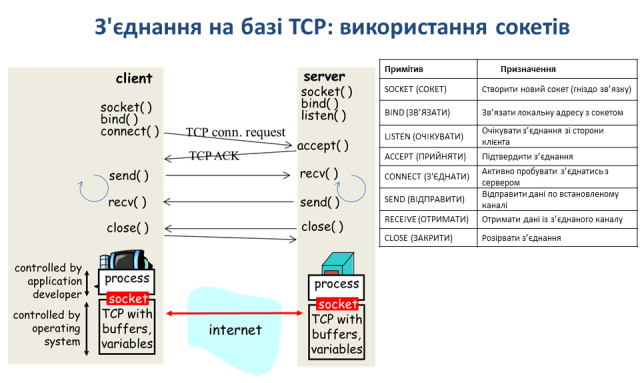 З'єднання на базі TCP: використання сокетів
client
socket( )
bind( )
connect( )
send( )
recv( )
close( )
TCP conn. request
TCP ACK
server
socket( )
bind( )
listen( )
accept( )
recv( )
send( )
close( )
Примітив Призначення
SOCKET (СОКЕТ) Створити новий сокет (гніздо зв'язку)
BIND (ЗВ'ЯЗАТИ) Зв'язати локальну адресу з сокетом
LISTEN (ОЧІКУВАТИ) Очікувати з'єднання зі сторони
клієнта
ACCEPT (ПРИЙНЯТИ) Підтвердити з'єднання
CONNECT (З'ЄДНАТИ) Активно пробувати з'єднатись з
сервером
SEND (ВІДПРАВИТИ) Відправити дані по встановленому
каналі
RECEIVE (ОТРИМАТИ) Отримати дані із з'єднаного каналу
CLOSE (ЗАКРИТИ) Розірвати з'єднання
controlled by
application
developer
controlled by
operating
system
process
socket
TCP with
buffers,
variables
internet
process
socket
TCP with
buffers,
variables